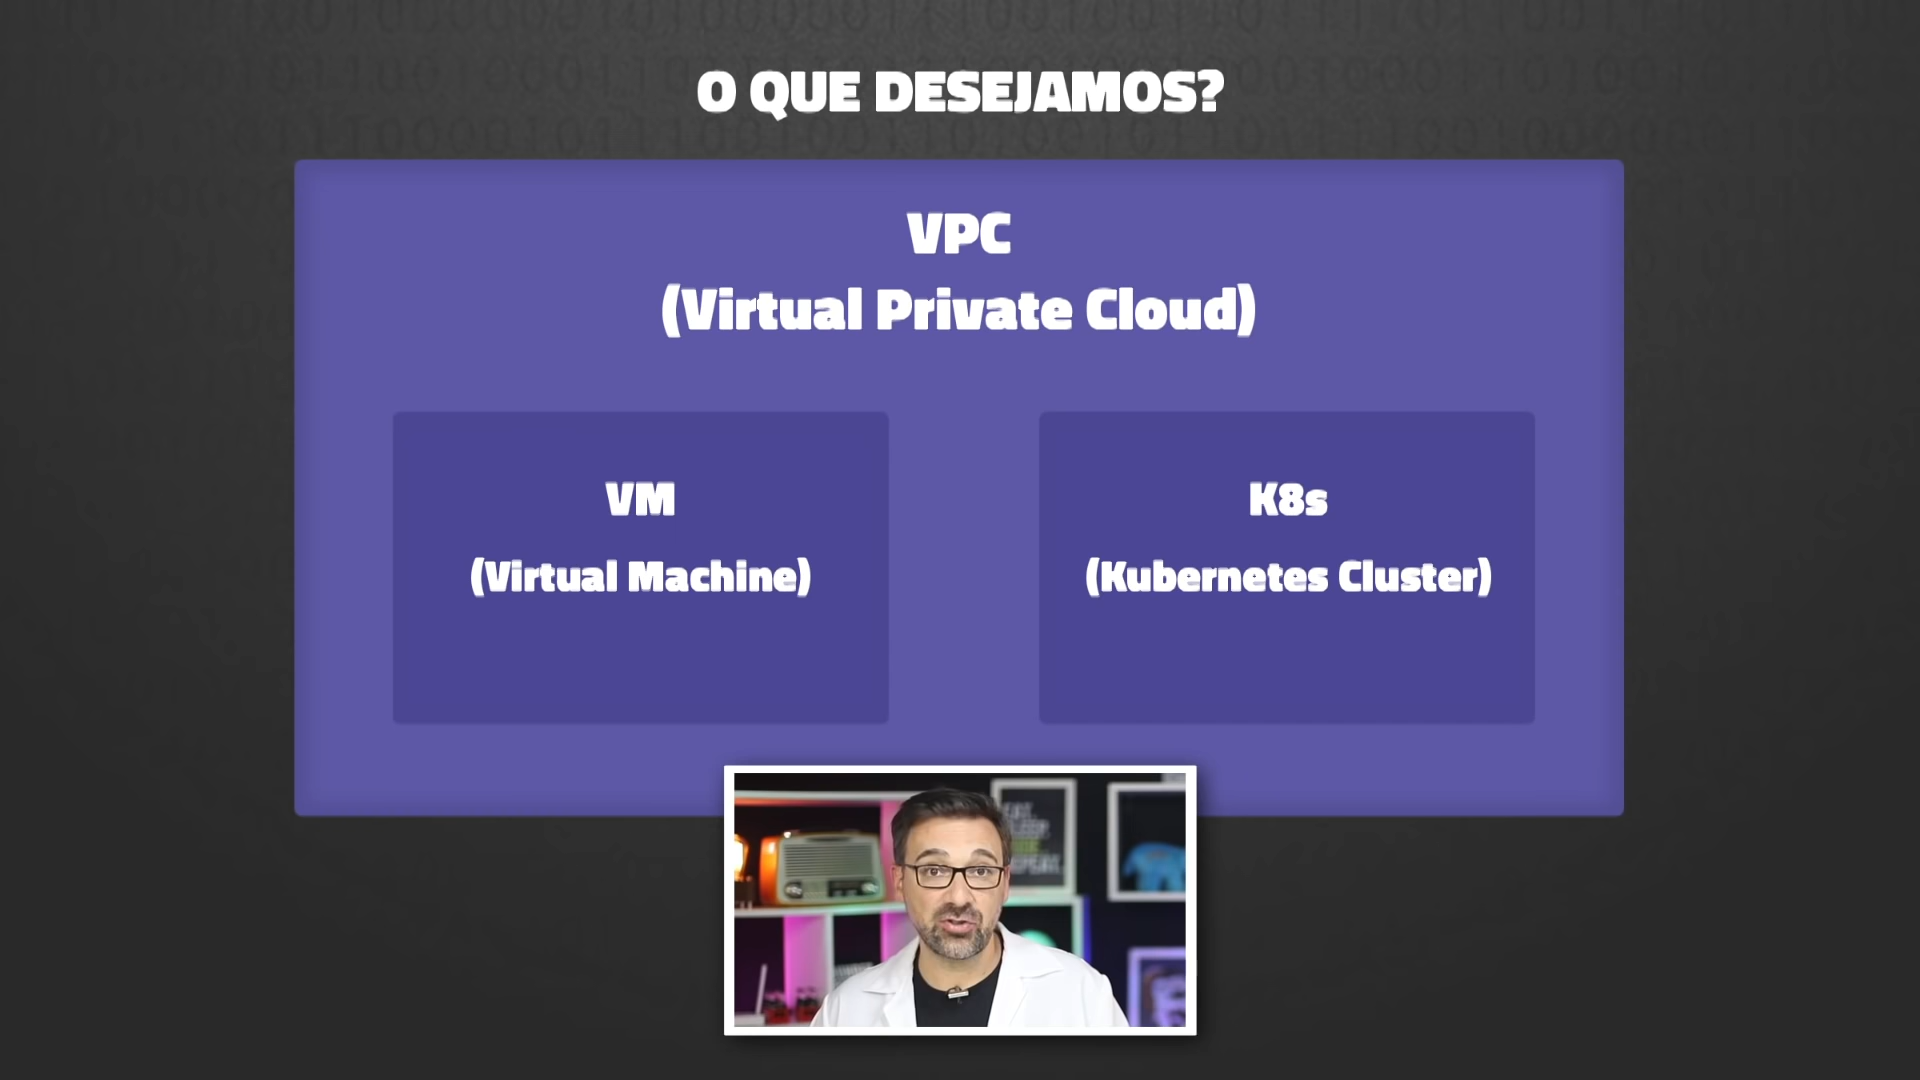 O QUE DESEJAMOS?
VPC
(Virtual Private Cloud)
VM
(Virtual Machine)
K8s
(Kubernetes Cluster)